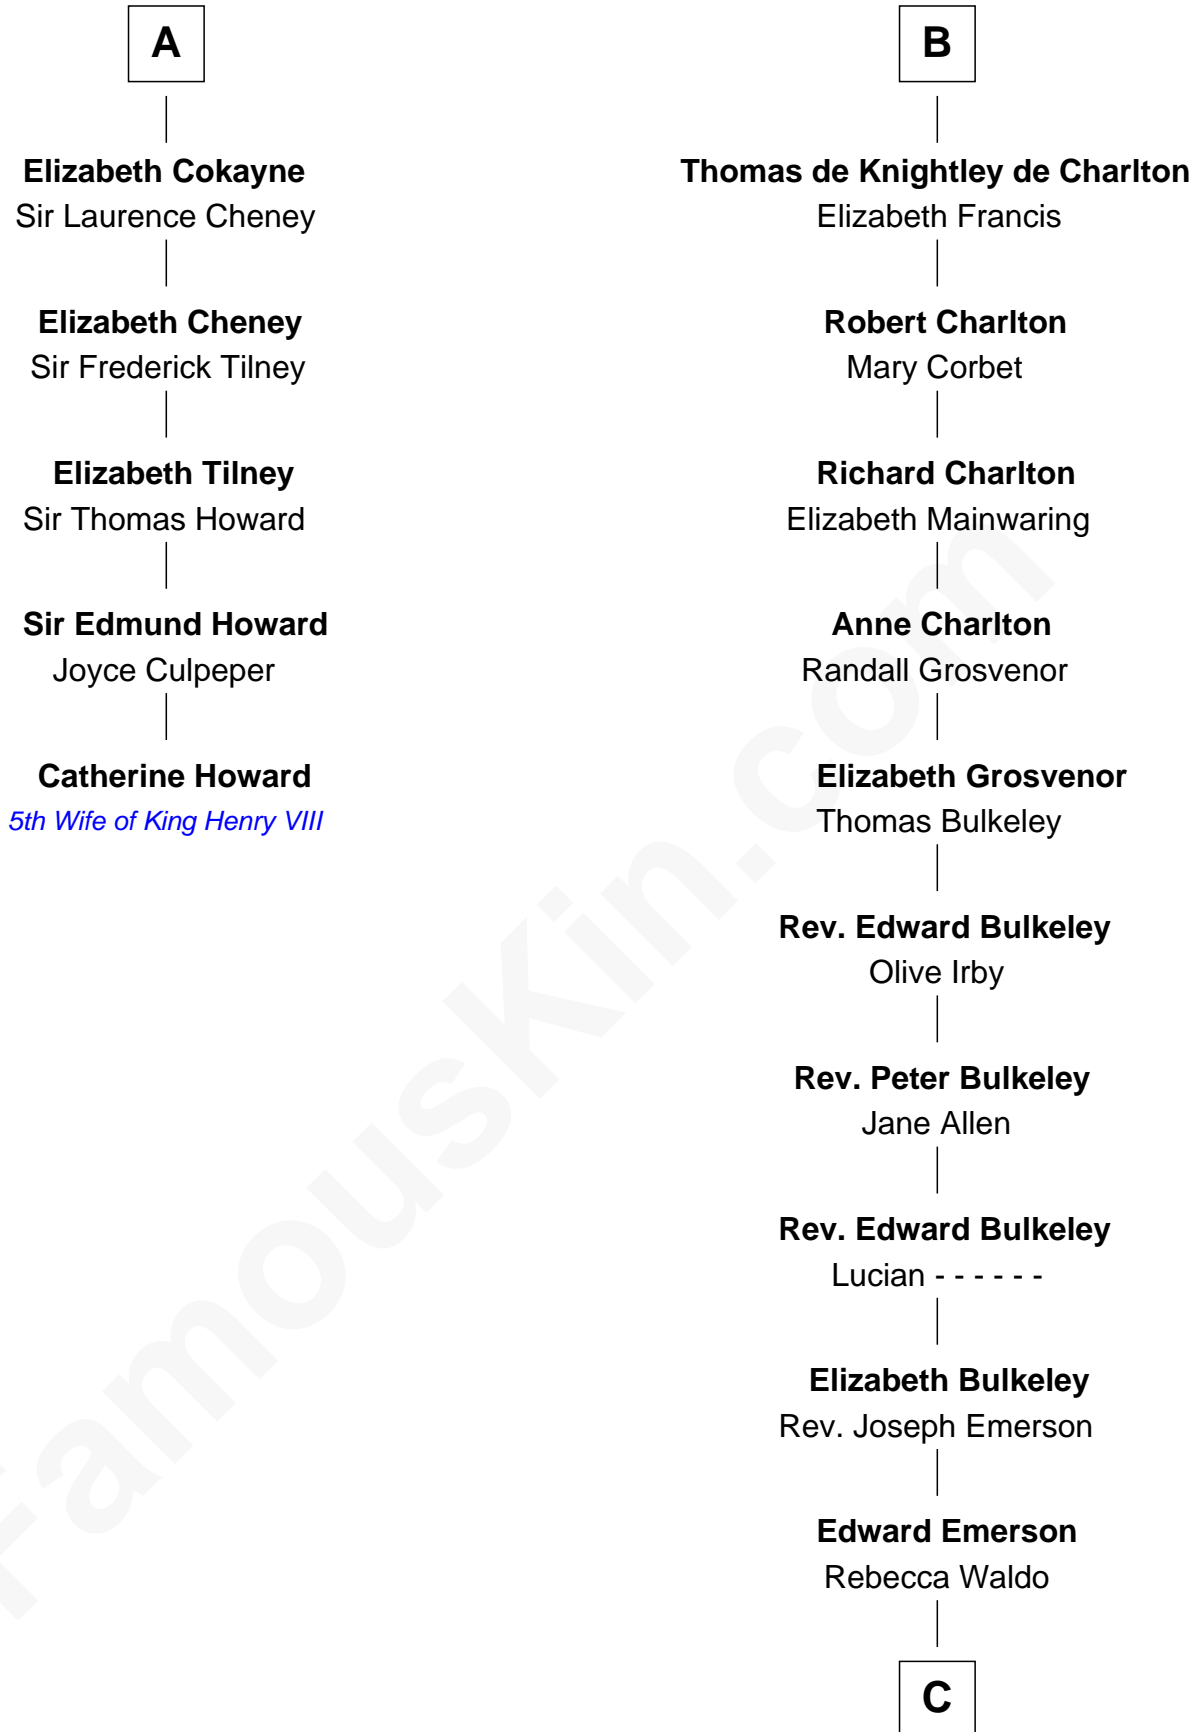 A
Elizabeth Cokayne
Sir Laurence Cheney
Elizabeth Cheney
Sir Frederick Tilney
Elizabeth Tilney
Sir Thomas Howard
Sir Edmund Howard
Joyce Culpeper
Catherine Howard
5th Wife of King Henry VIII
B
Thomas de Knightley de Charlton
Elizabeth Francis
Robert Charlton
Mary Corbet
Richard Charlton
Elizabeth Mainwaring
Anne Charlton
Randall Grosvenor
Elizabeth Grosvenor
Thomas Bulkeley
Rev. Edward Bulkeley
Olive Irby
Rev. Peter Bulkeley
Jane Allen
Rev. Edward Bulkeley
Lucian - - - - - -
Elizabeth Bulkeley
Rev. Joseph Emerson
Edward Emerson
Rebecca Waldo
C
FamousKin.com